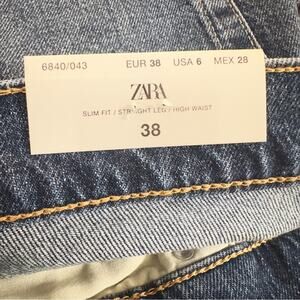 6840/043 EUR 38 USA 6 MEX 28
ZARA
SLIM FIT / STRAIGHT LEG / HIGH WAIST
38